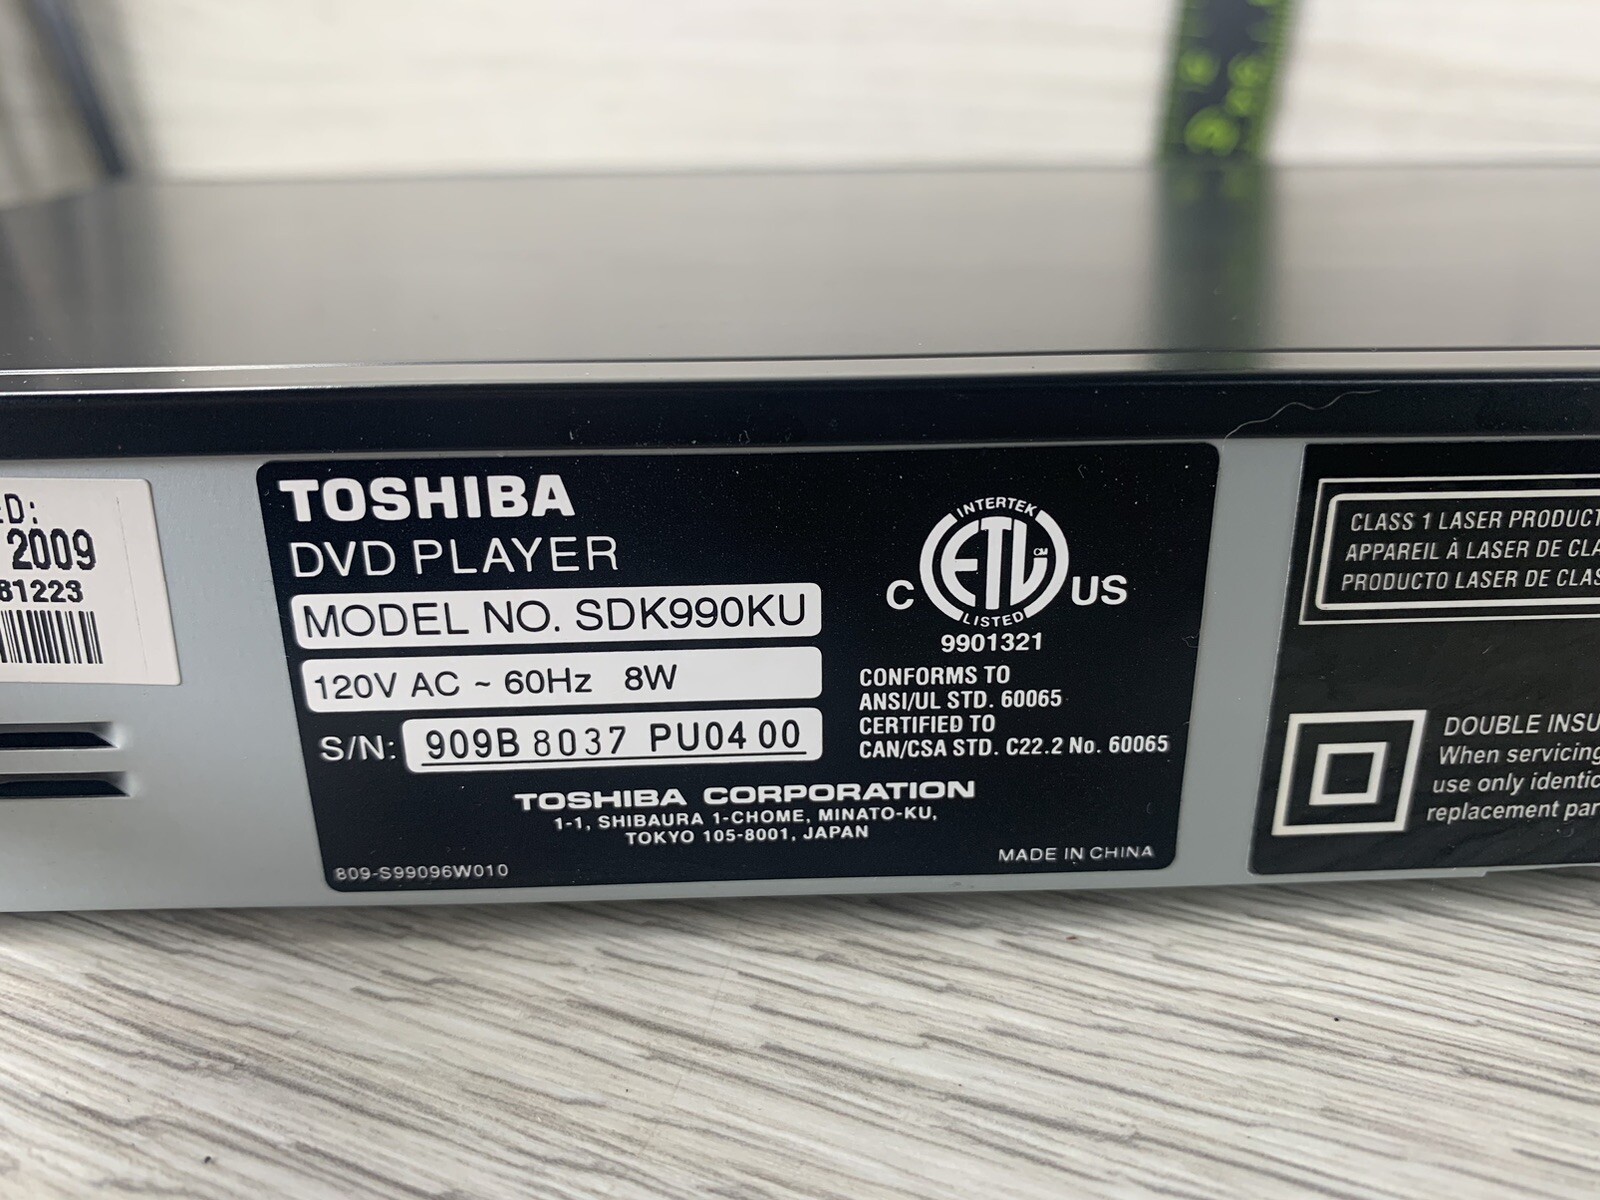 ED:
2009
81223
TOSHIBA
DVD PLAYER
MODEL NO. SDK990KU
120V AC ~ 60Hz 8W
S/N: 909B 8037 PU04 00
INTERTEK
ETL CM
LISTED
C US
9901321
CONFORMS TO
ANSI/UL STD. 60065
CERTIFIED TO
CAN/CSA STD. C22.2 No. 60065
TOSHIBA CORPORATION
1-1, SHIBAURA 1-CHOME, MINATO-KU,
TOKYO 105-8001, JAPAN
809-S99096W010
MADE IN CHINA
CLASS 1 LASER PRODUCT
APPAREIL À LASER DE CLA
PRODUCTO LASER DE CLAS
DOUBLE INSU
When servicing
use only identic
replacement par